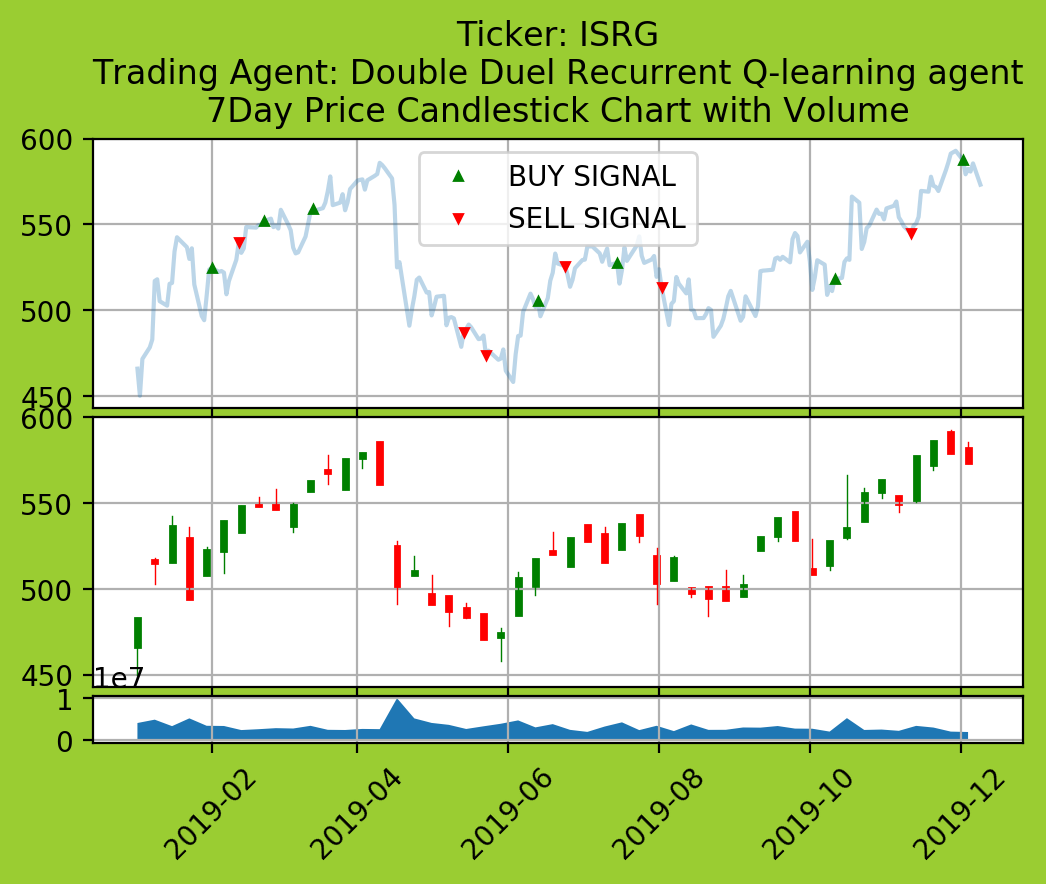 Ticker: ISRG
Trading Agent: Double Duel Recurrent Q-learning agent
7Day Price Candlestick Chart with Volume
600
BUY SIGNAL
SELL SIGNAL
550
500
450
600
550
500
450
1e7
1
0
2019-02
2019-04
2019-06
2019-08
2019-10
2019-12